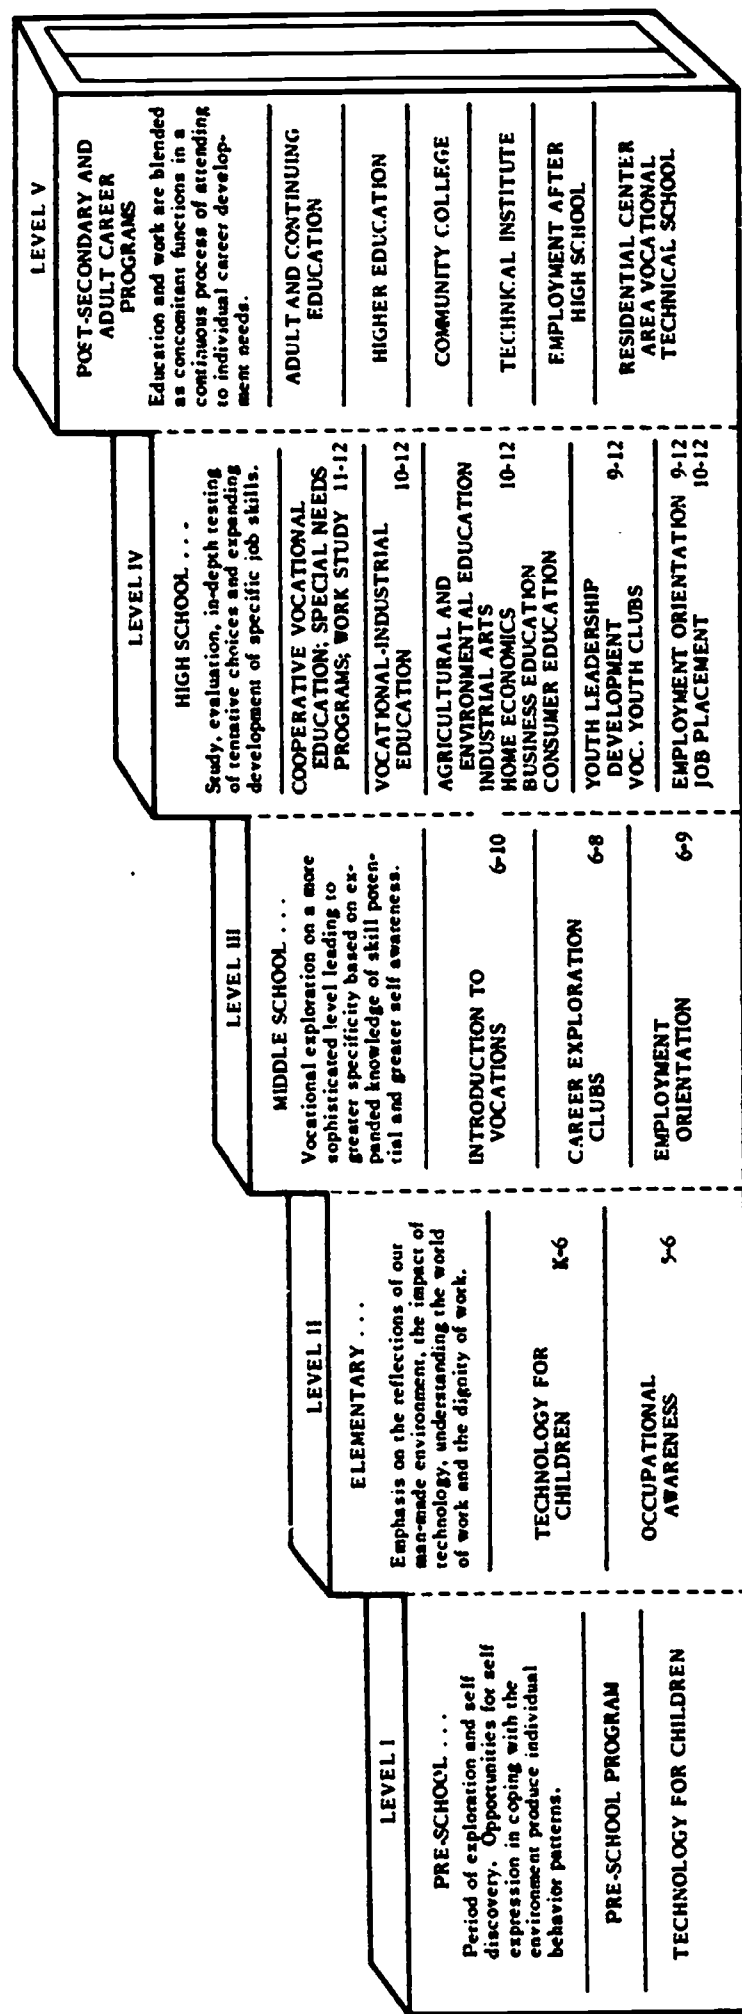 LEVEL I
PRE-SCHOOL . . .
Period of exploration and self
discovery. Opportunities for self
expression in coping with the
environment produce individual
behavior patterns.
PRE-SCHOOL PROGRAM
TECHNOLOGY FOR CHILDREN
LEVEL II
ELEMENTARY . . .
Emphasis on the reflections of our
man-made environment, the impact of
technology, understanding the world
of work and the dignity of work.
TECHNOLOGY FOR
CHILDREN K-6
OCCUPATIONAL
AWARENESS 5-6
LEVEL III
MIDDLE SCHOOL . . .
Vocational exploration on a more
sophisticated level leading to
greater specificity based on ex-
panded knowledge of skill poten-
tial and greater self awareness.
INTRODUCTION TO
VOCATIONS 6-10
CAREER EXPLORATION
CLUBS 6-8
EMPLOYMENT
ORIENTATION 6-9
LEVEL IV
HIGH SCHOOL . . .
Study, evaluation, in-depth testing
of tentative choices and expanding
development of specific job skills.
COOPERATIVE VOCATIONAL
EDUCATION; SPECIAL NEEDS
PROGRAMS; WORK STUDY 11-12
VOCATIONAL-INDUSTRIAL
EDUCATION 10-12
AGRICULTURAL AND
ENVIRONMENTAL EDUCATION
INDUSTRIAL ARTS
HOME ECONOMICS 10-12
BUSINESS EDUCATION
CONSUMER EDUCATION
YOUTH LEADERSHIP
DEVELOPMENT 9-12
VOC. YOUTH CLUBS
EMPLOYMENT ORIENTATION 9-12
JOB PLACEMENT 10-12
LEVEL V
POST-SECONDARY AND
ADULT CAREER
PROGRAMS
Education and work are blended
as concomitant functions in a
continuous process of attending
to individual career develop-
ment needs.
ADULT AND CONTINUING
EDUCATION
HIGHER EDUCATION
COMMUNITY COLLEGE
TECHNICAL INSTITUTE
EMPLOYMENT AFTER
HIGH SCHOOL
RESIDENTIAL CENTER
AREA VOCATIONAL
TECHNICAL SCHOOL